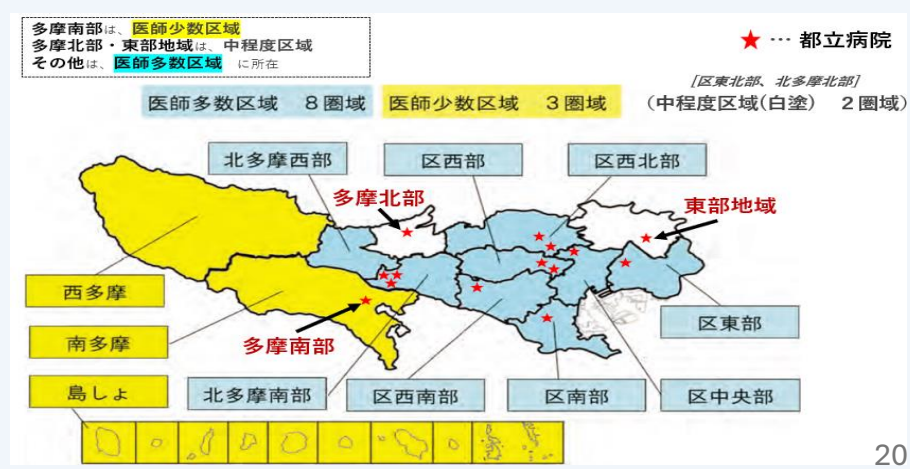 多摩南部は、医師少数区域
多摩北部・東部地域は、中程度区域
その他は、医師多数区域 に所在
★ … 都立病院
[区東北部、北多摩北部]
医師多数区域 8圏域
医師少数区域 3圏域
(中程度区域(白塗) 2圏域)
北多摩西部
区西部
区西北部
多摩北部
東部地域
西多摩
南多摩
多摩南部
区東部
島しょ
北多摩南部
区西南部
区南部
区中央部
20